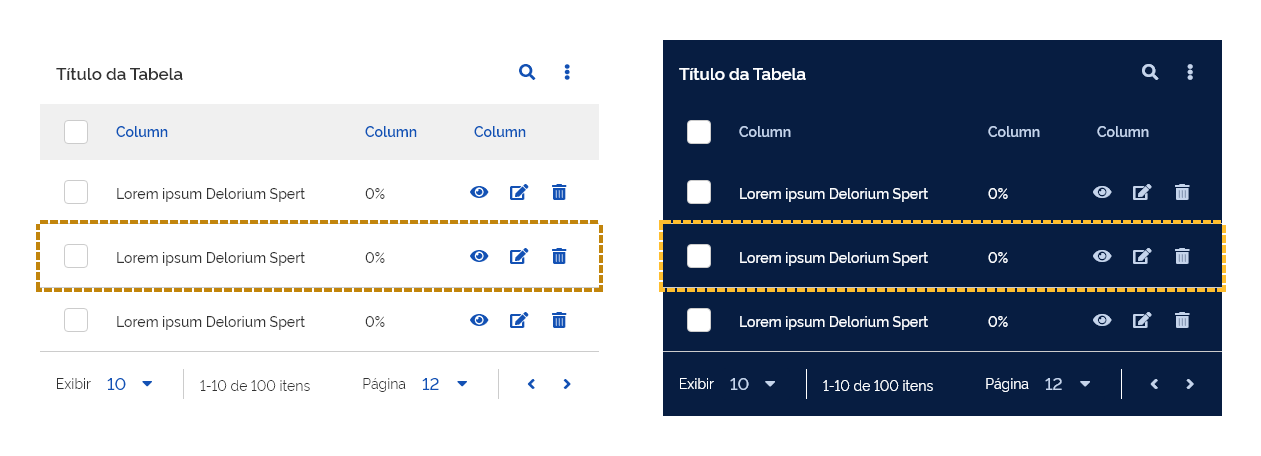 Título da Tabela
Column Column Column
Lorem ipsum Delorium Spert 0%
Lorem ipsum Delorium Spert 0%
Lorem ipsum Delorium Spert 0%
Exibir 10 1-10 de 100 itens Página 12
Título da Tabela
Column Column Column
Lorem ipsum Delorium Spert 0%
Lorem ipsum Delorium Spert 0%
Lorem ipsum Delorium Spert 0%
Exibir 10 1-10 de 100 itens Página 12